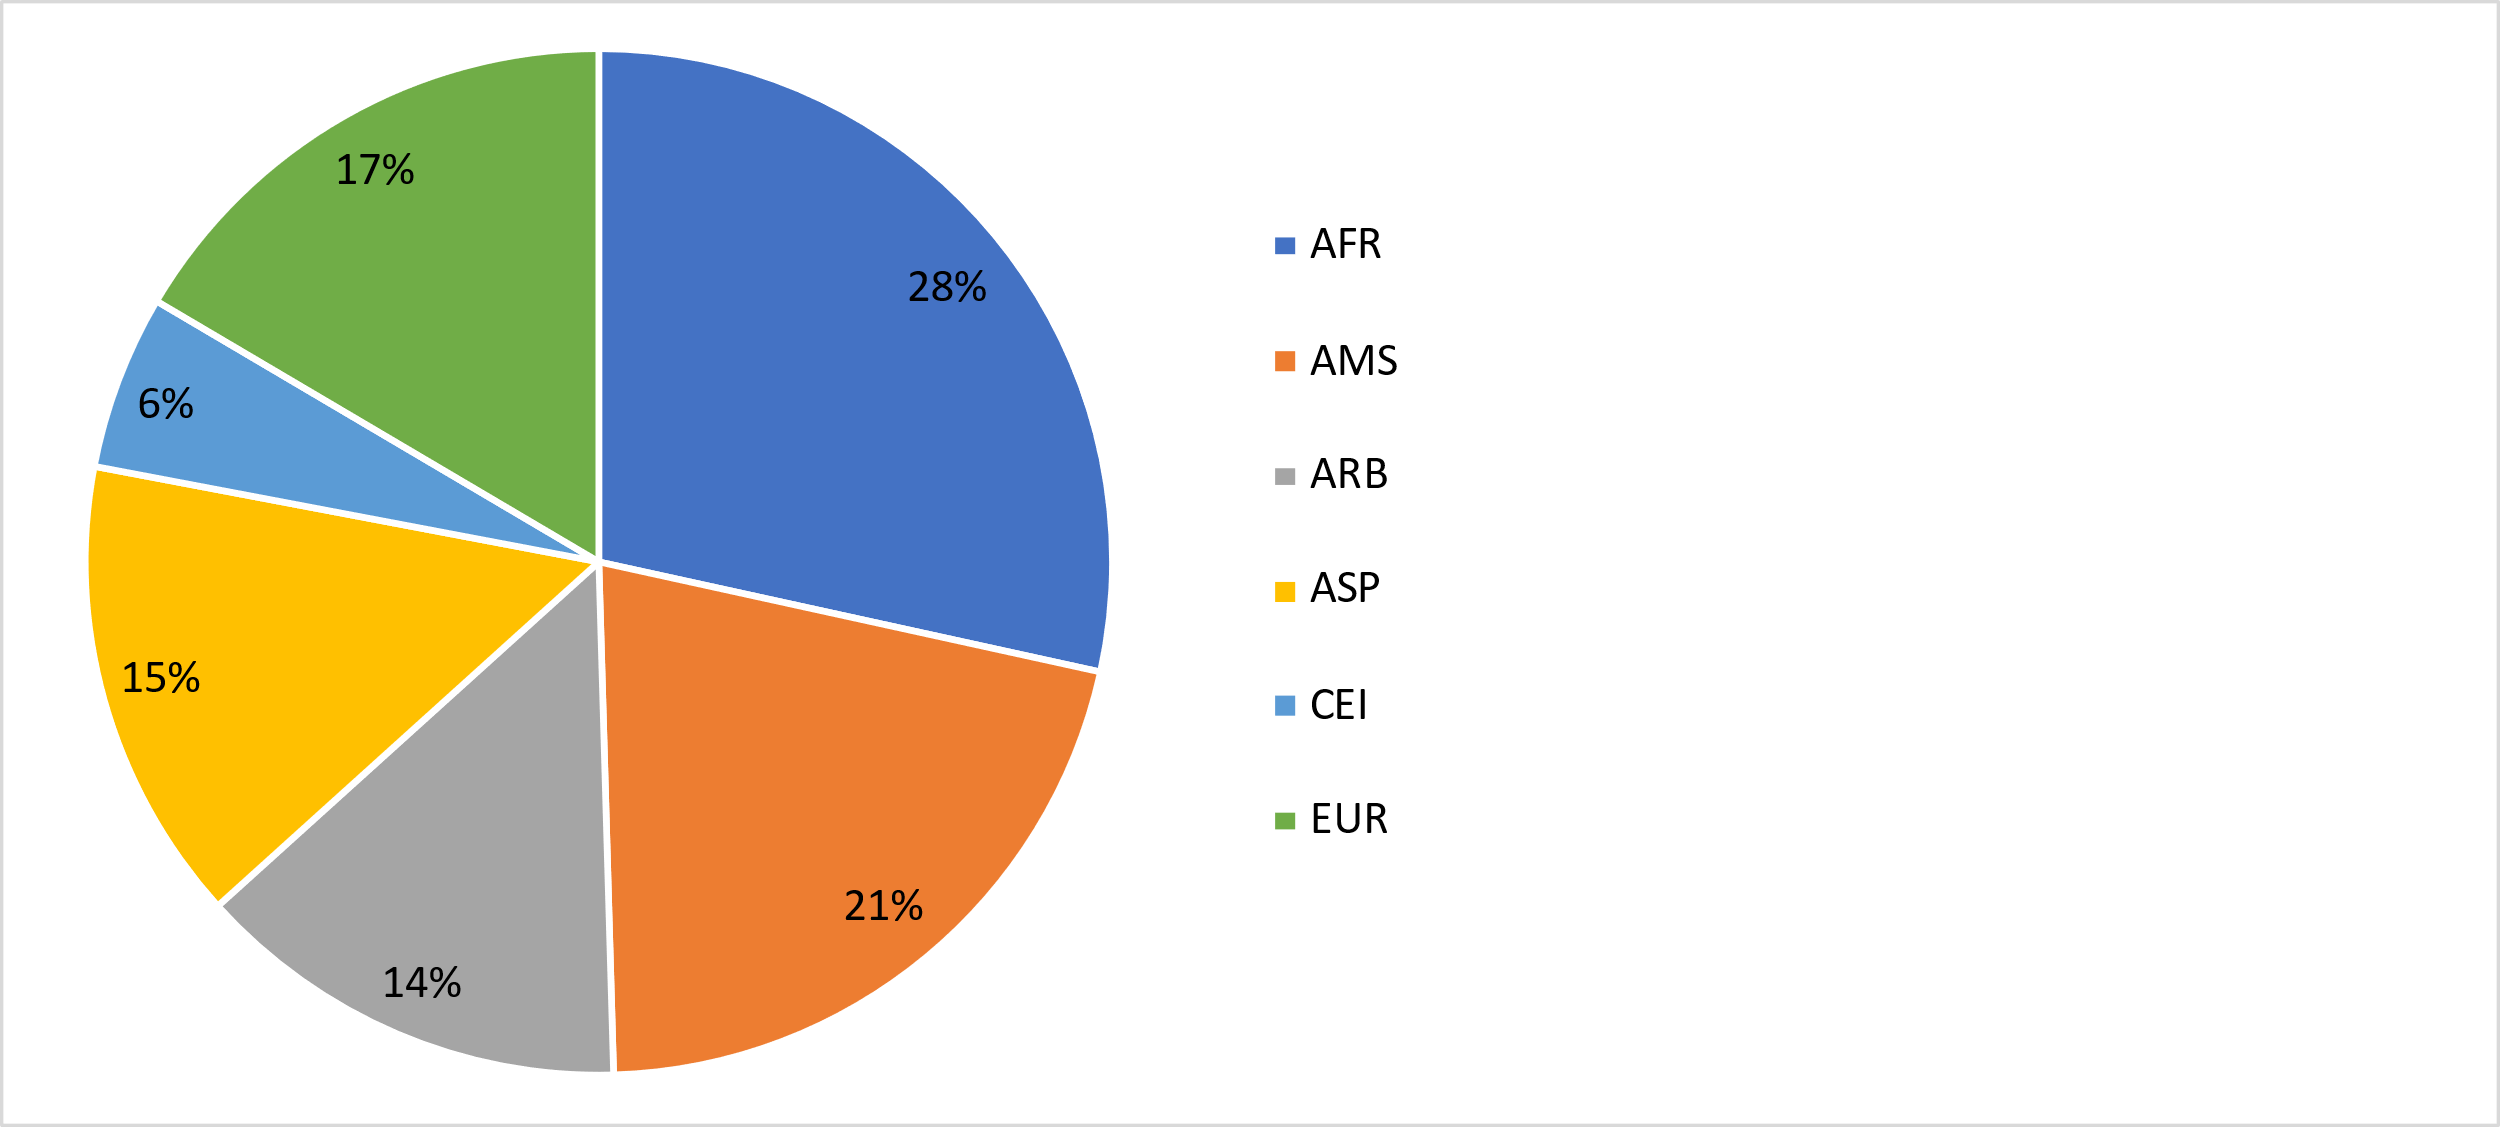 17%
28%
6%
15%
21%
14%
AFR
AMS
ARB
ASP
CEI
EUR